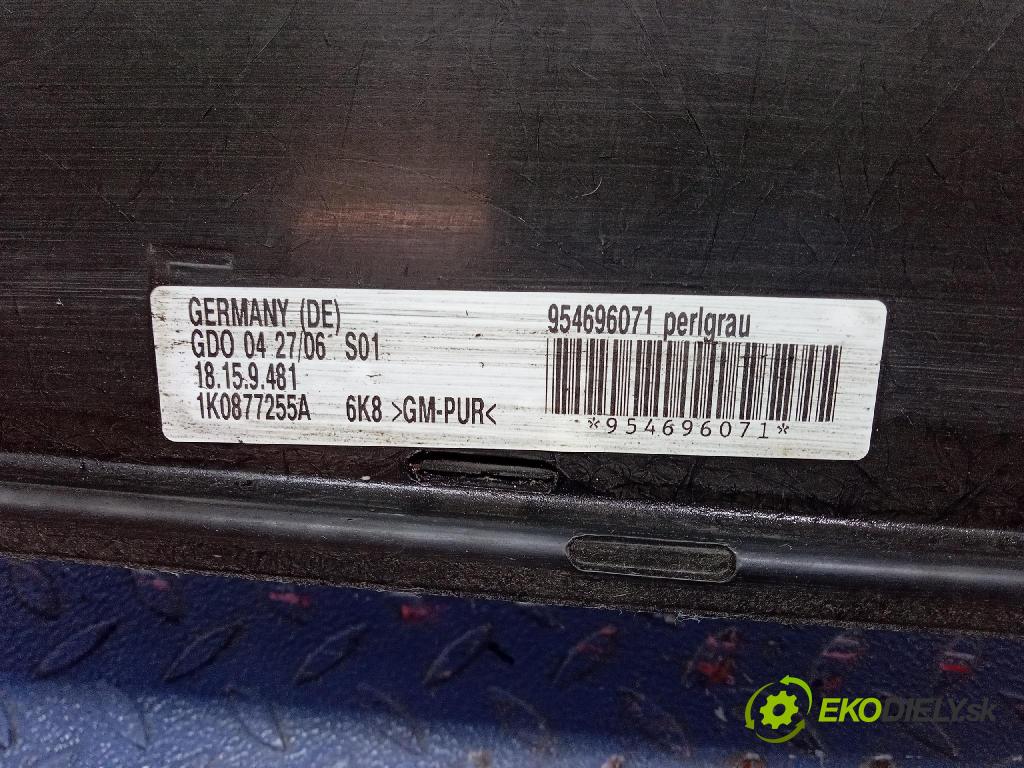 GERMANY (DE)
GDO 04 27/06 S01
18.15.9.481
1K0877255A 6K8 >GM-PUR<
954696071 perlgrau
*954696071*
EKODIELY.sk